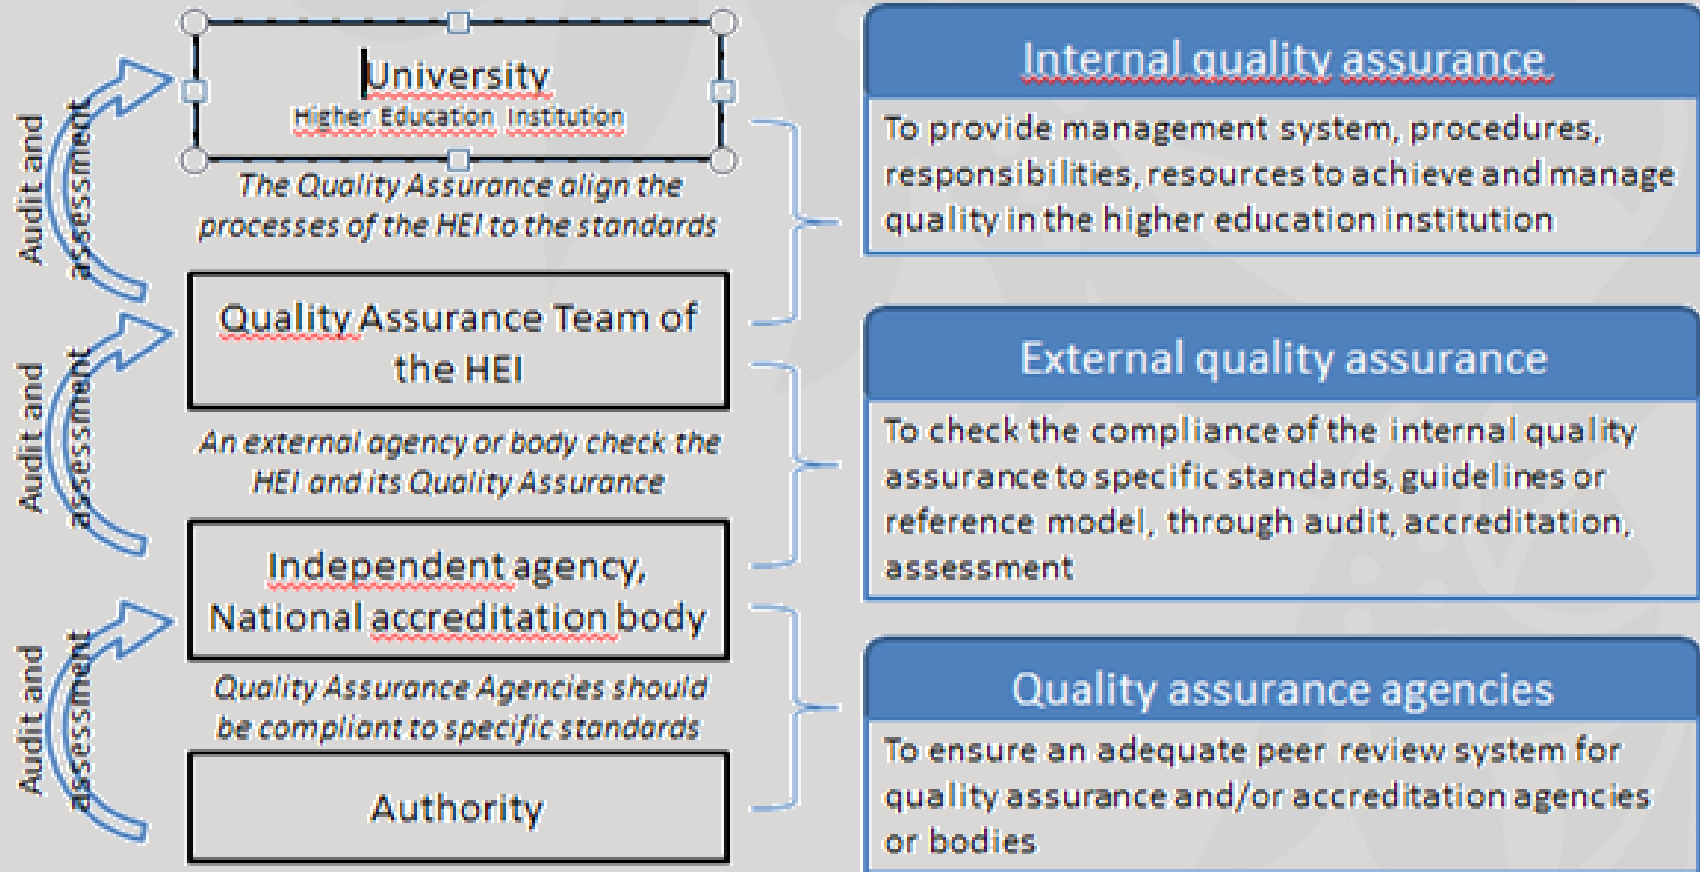 University
Higher Education Institution
The Quality Assurance align the
processes of the HEI to the standards
Quality Assurance Team of
the HEI
An external agency or body check the
HEI and its Quality Assurance
Independent agency,
National accreditation body
Quality Assurance Agencies should
be compliant to specific standards
Authority
Audit and
assessment
Audit and
assessment
Audit and
assessment
Internal quality assurance
To provide management system, procedures,
responsibilities, resources to achieve and manage
quality in the higher education institution
External quality assurance
To check the compliance of the internal quality
assurance to specific standards, guidelines or
reference model, through audit, accreditation,
assessment
Quality assurance agencies
To ensure an adequate peer review system for
quality assurance and/or accreditation agencies
or bodies